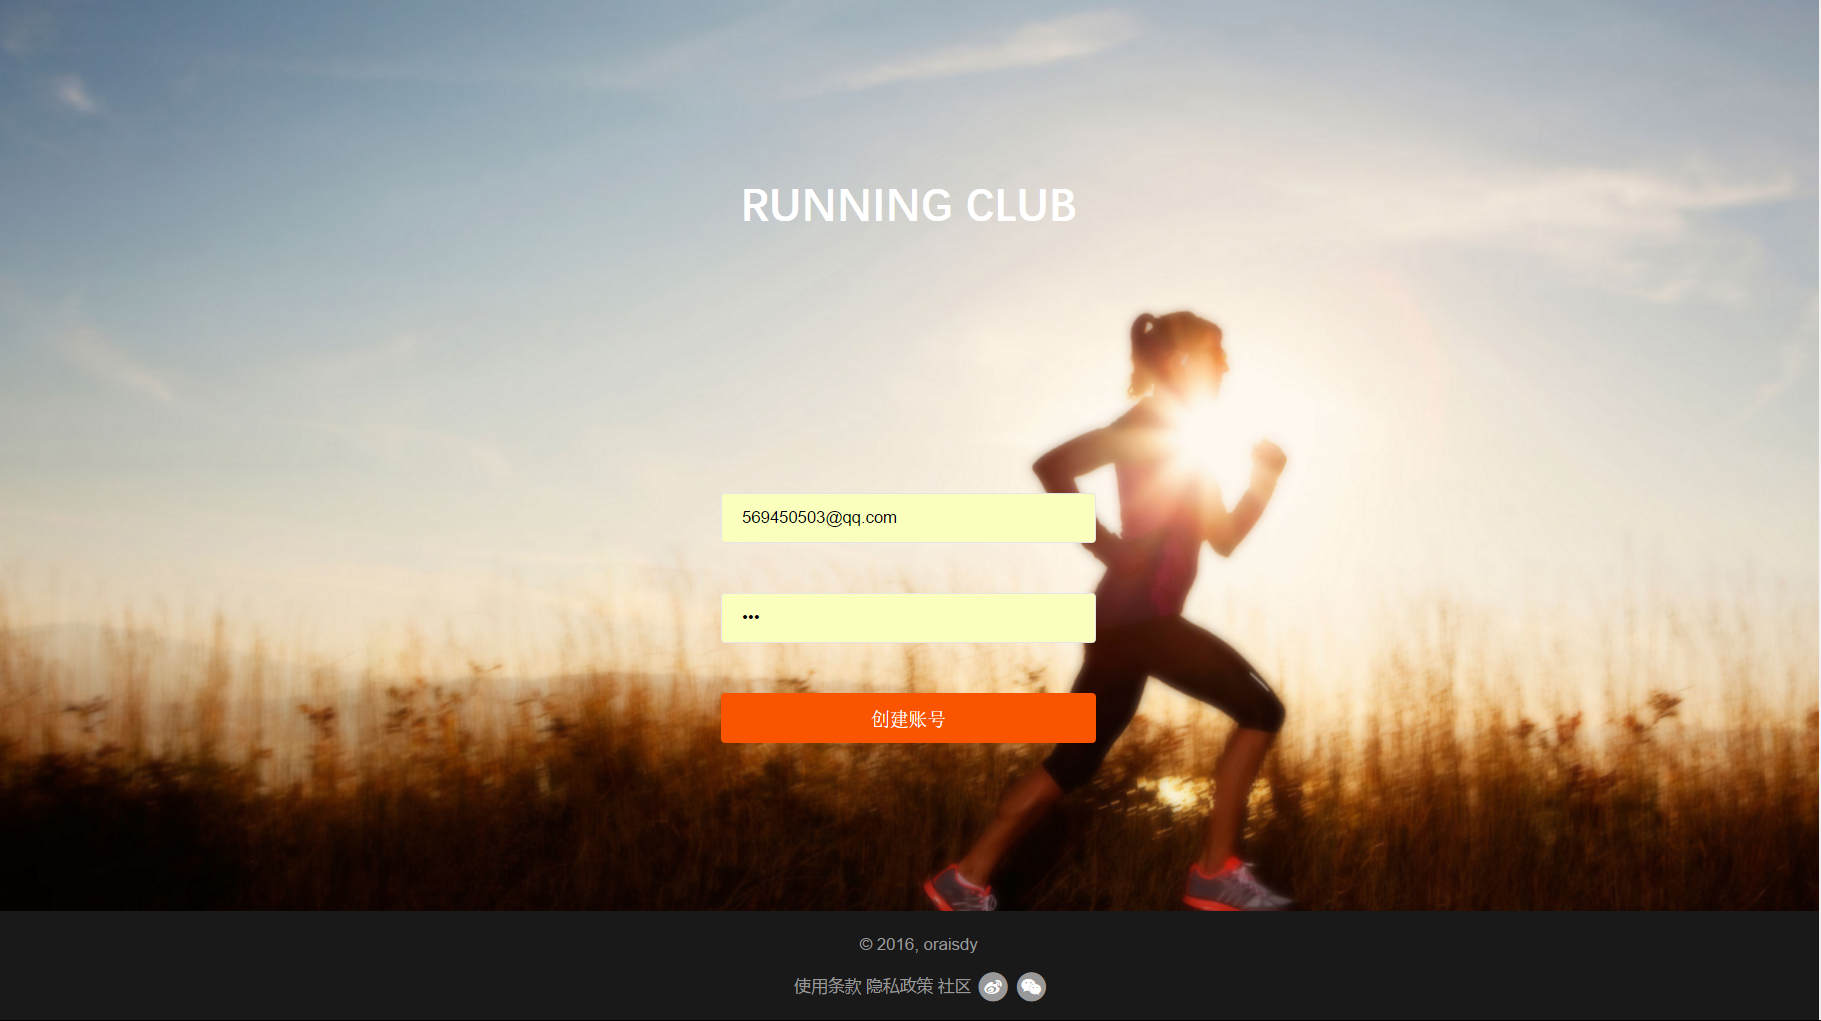 RUNNING CLUB
569450503@qq.com
•••
创建账号
© 2016, oraisdy
使用条款 隐私政策 社区